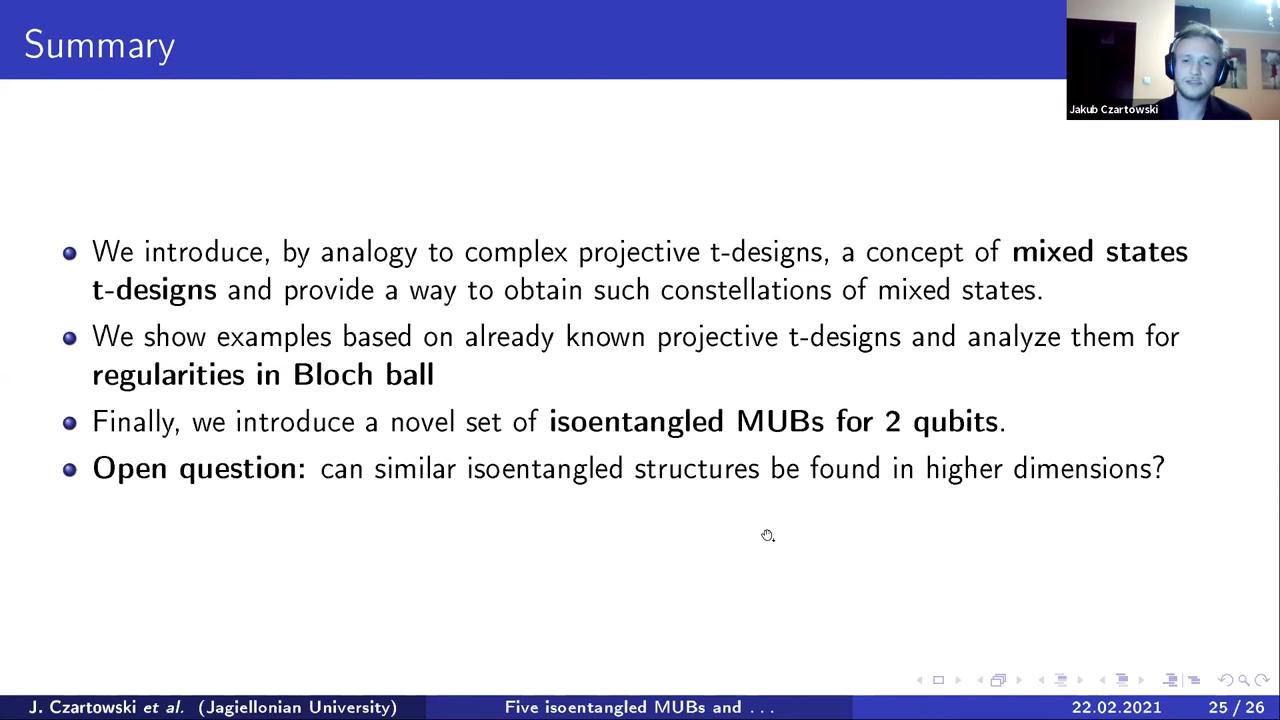 Summary
Jakub Czartowski
We introduce, by analogy to complex projective t-designs, a concept of mixed states
t-designs and provide a way to obtain such constellations of mixed states.
We show examples based on already known projective t-designs and analyze them for
regularities in Bloch ball
Finally, we introduce a novel set of isoentangled MUBs for 2 qubits.
Open question: can similar isoentangled structures be found in higher dimensions?
J. Czartowski et al. (Jagiellonian University) Five isoentangled MUBs and . . . 22.02.2021 25 / 26